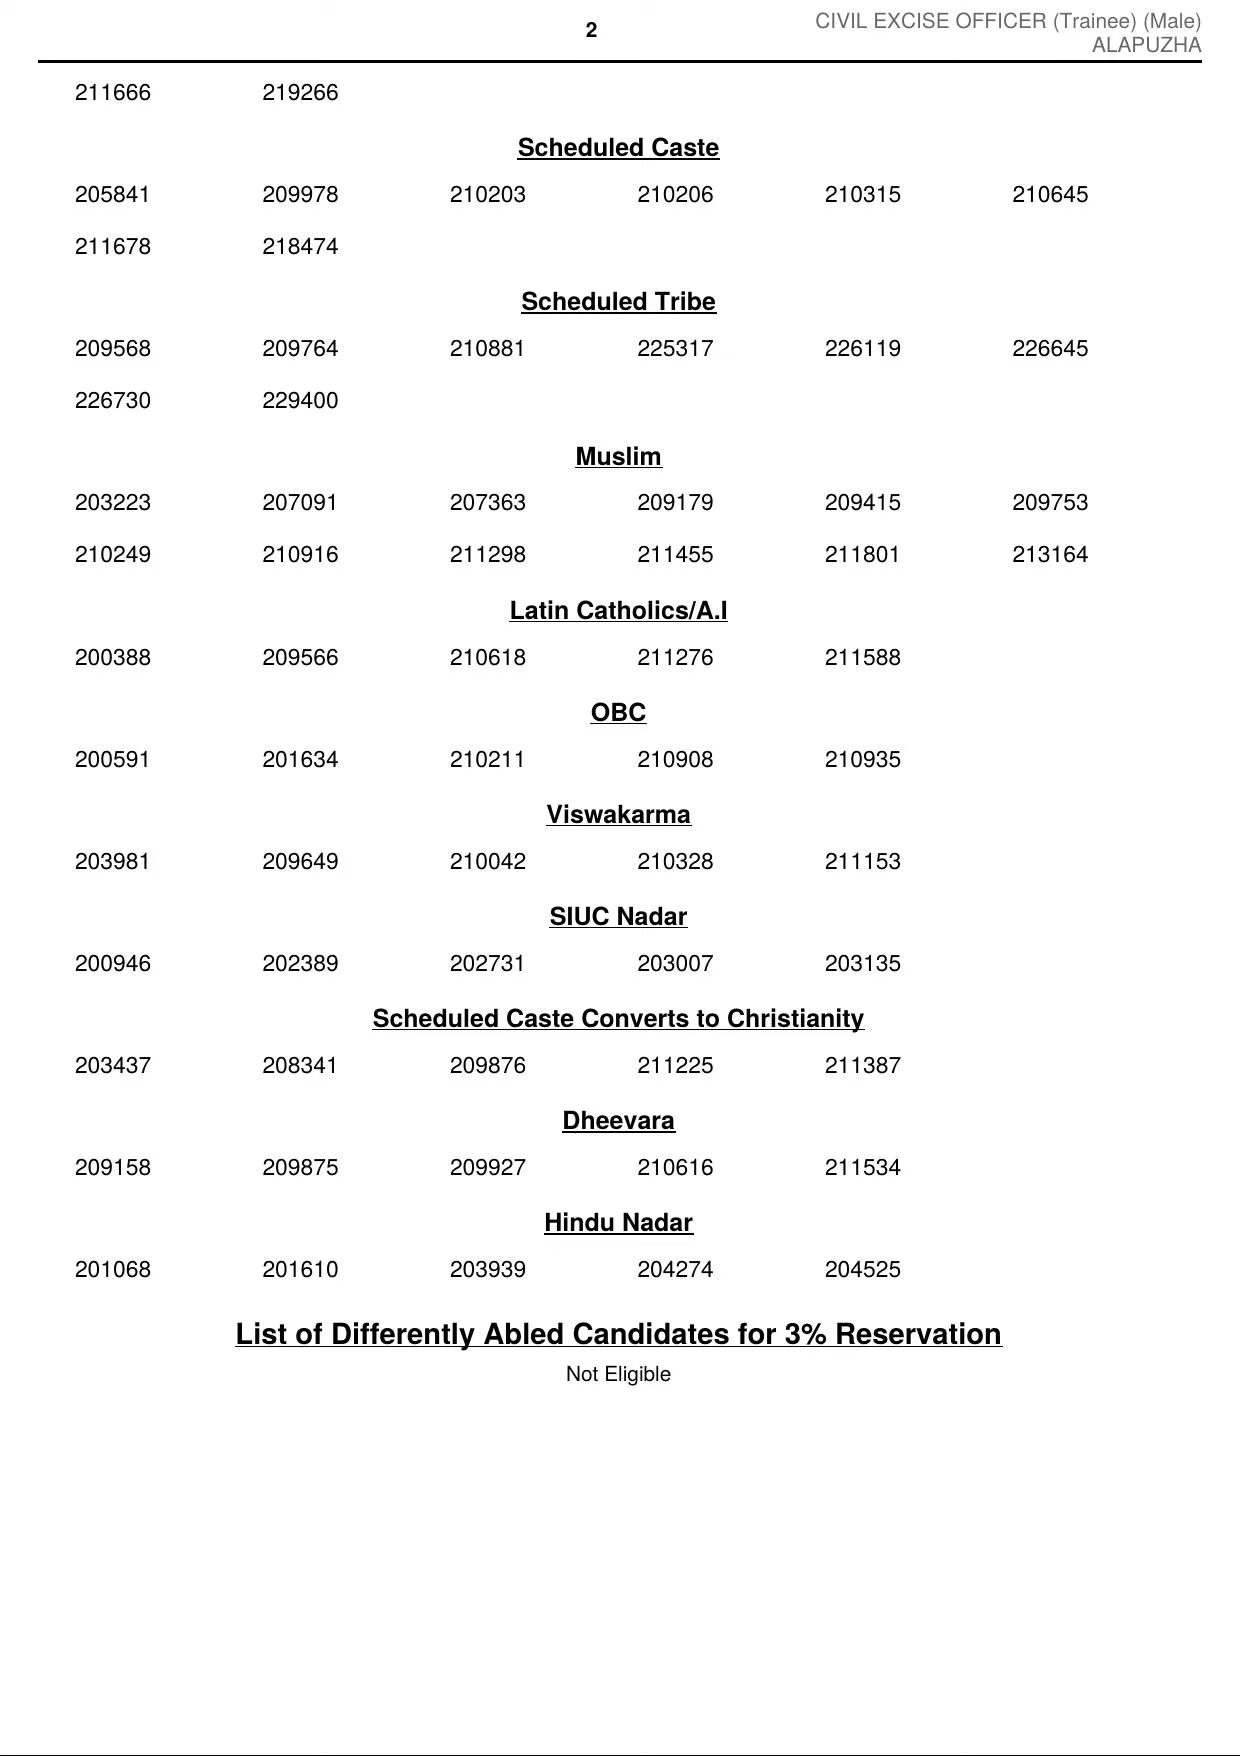 2
CIVIL EXCISE OFFICER (Trainee) (Male)
ALAPUZHA
211666 219266
Scheduled Caste
205841 209978 210203 210206 210315 210645
211678 218474
Scheduled Tribe
209568 209764 210881 225317 226119 226645
226730 229400
Muslim
203223 207091 207363 209179 209415 209753
210249 210916 211298 211455 211801 213164
Latin Catholics/A.I
200388 209566 210618 211276 211588
OBC
200591 201634 210211 210908 210935
Viswakarma
203981 209649 210042 210328 211153
SIUC Nadar
200946 202389 202731 203007 203135
Scheduled Caste Converts to Christianity
203437 208341 209876 211225 211387
Dheevara
209158 209875 209927 210616 211534
Hindu Nadar
201068 201610 203939 204274 204525
List of Differently Abled Candidates for 3% Reservation
Not Eligible